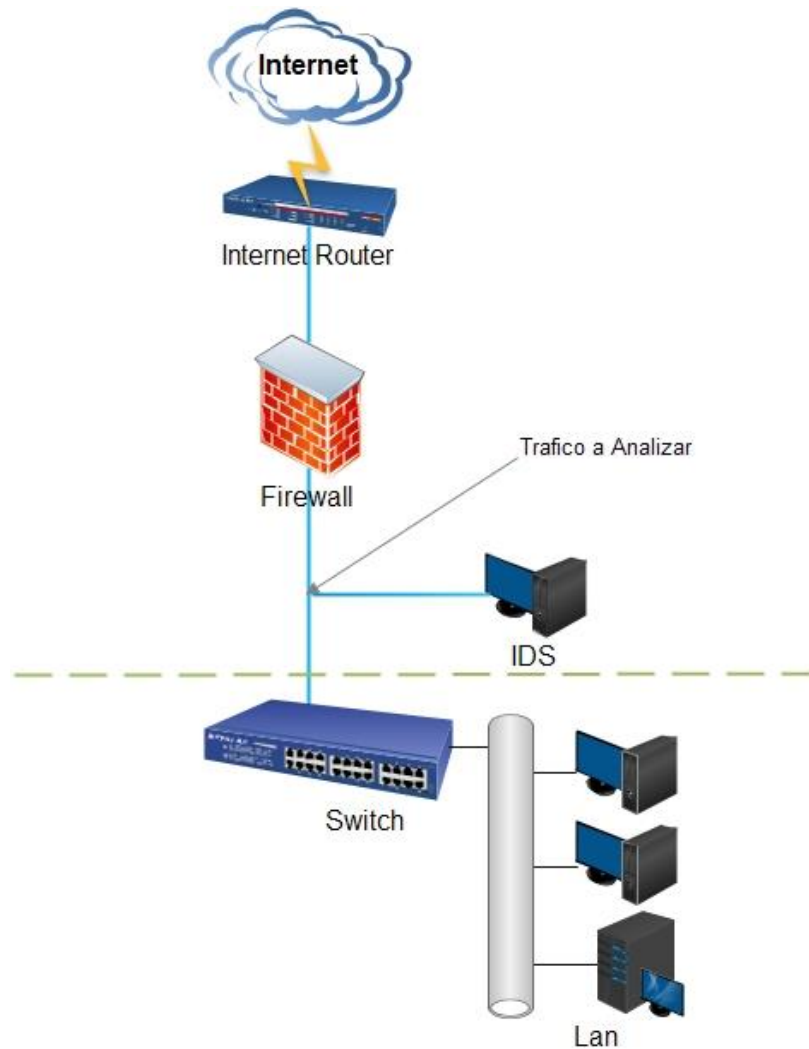 Internet
Internet Router
Firewall
Trafico a Analizar
IDS
Switch
Lan